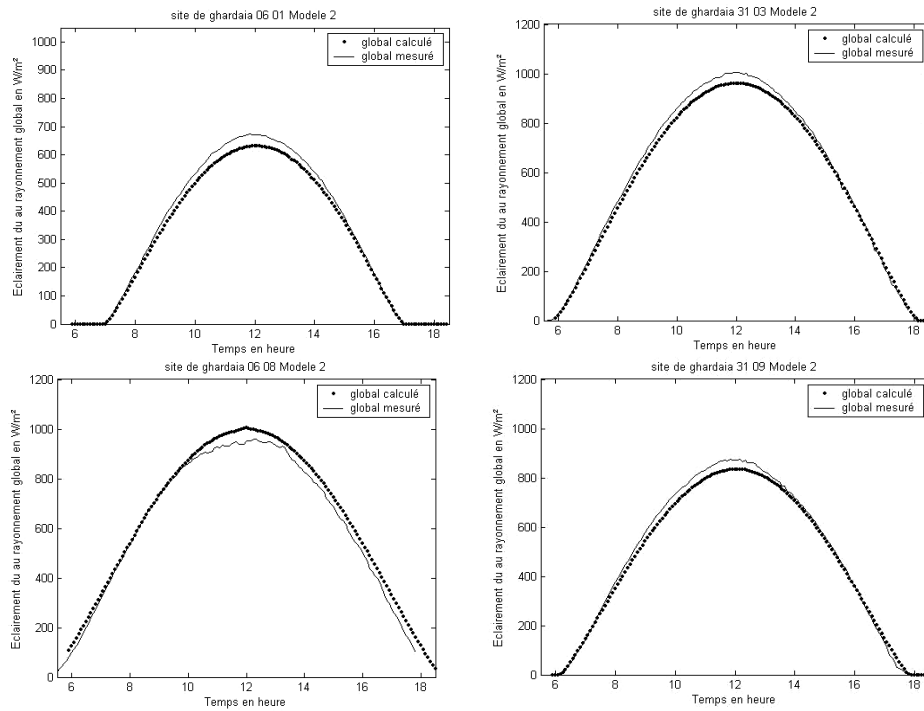 site de ghardaia 06 01 Modele 2
global calculé
global mesuré
Eclairement du au rayonnement global en W/m²
1000
900
800
700
600
500
400
300
200
100
0
6 8 10 12 14 16 18
Temps en heure
site de ghardaia 31 03 Modele 2
global calculé
global mesuré
Eclairement du au rayonnement global en W/m²
1200
1000
800
600
400
200
0
6 8 10 12 14 16 18
Temps en heure
site de ghardaia 06 08 Modele 2
global calculé
global mesuré
Eclairement du au rayonnement global en W/m²
1200
1000
800
600
400
200
0
6 8 10 12 14 16 18
Temps en heure
site de ghardaia 31 09 Modele 2
global calculé
global mesuré
Eclairement du au rayonnement global en W/m²
1200
1000
800
600
400
200
0
6 8 10 12 14 16 18
Temps en heure